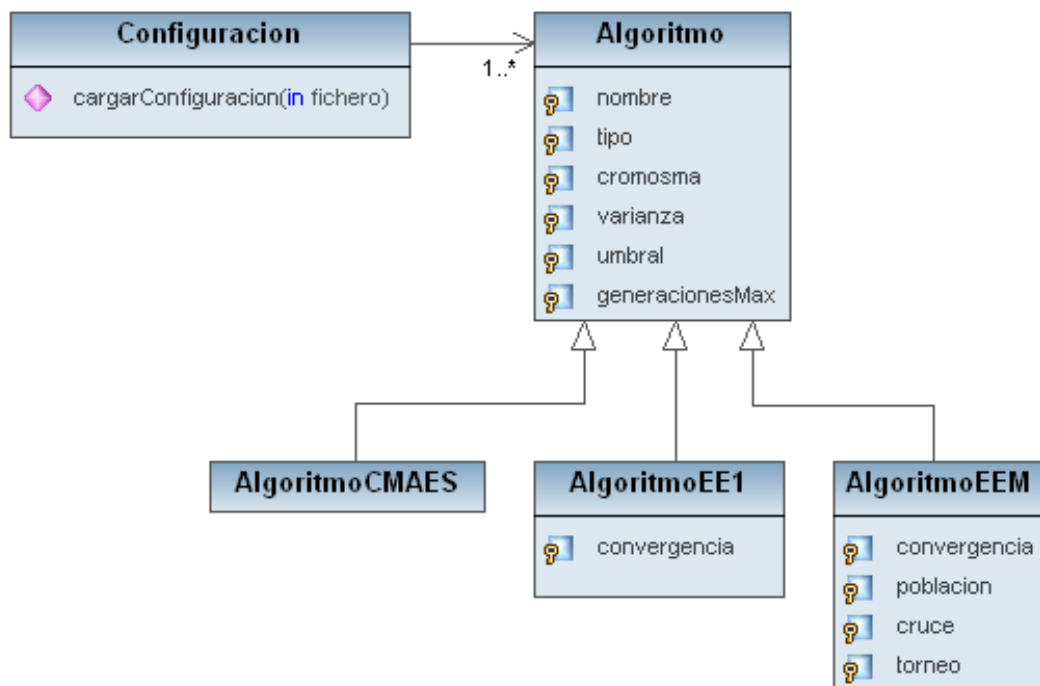 Configuracion
cargarConfiguracion(in fichero)
1..*
Algoritmo
nombre
tipo
cromosma
varianza
umbral
generacionesMax
AlgoritmoCMAES
AlgoritmoEE1
convergencia
AlgoritmoEEM
convergencia
poblacion
cruce
torneo